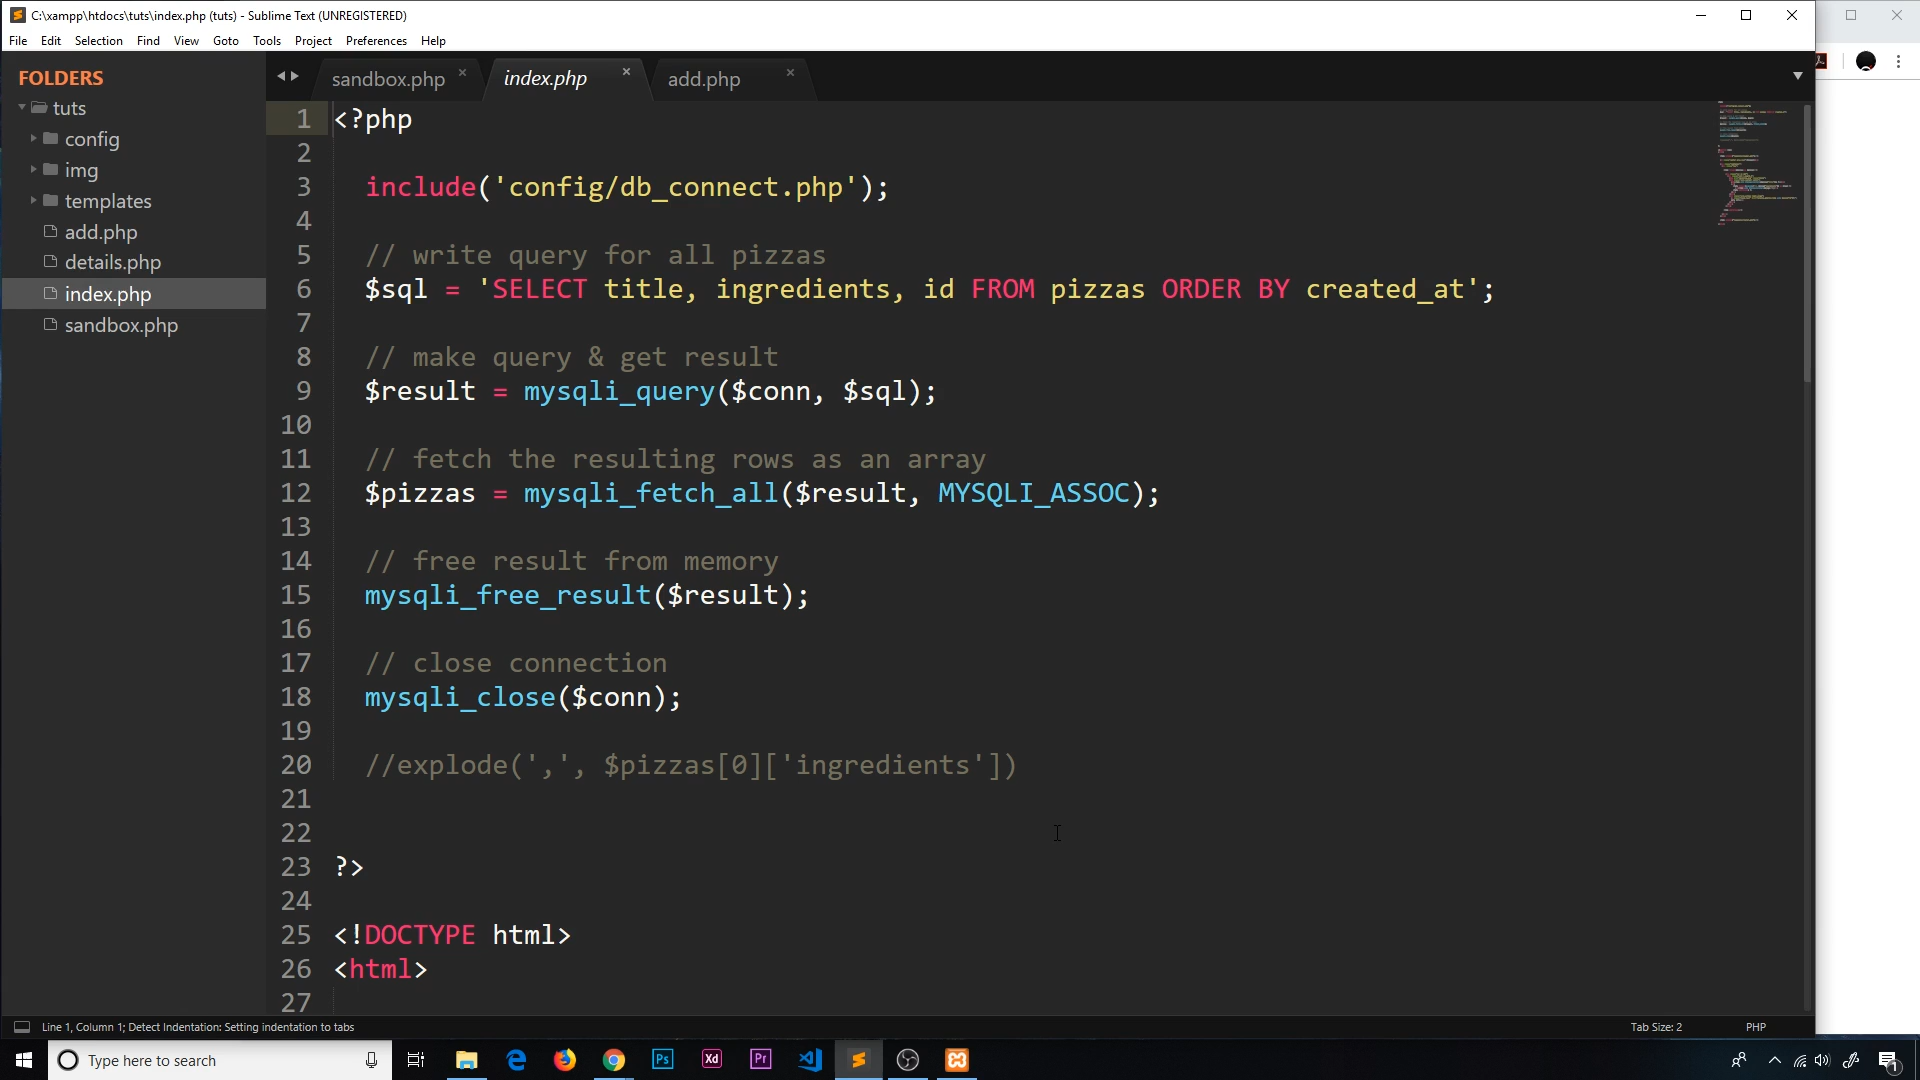 C:\xampp\htdocs\tuts\index.php (tuts) - Sublime Text (UNREGISTERED)
File Edit Selection Find View Goto Tools Project Preferences Help
FOLDERS
tuts
config
img
templates
add.php
details.php
index.php
sandbox.php
sandbox.php × index.php × add.php ×
1 <?php
2
3 include('config/db_connect.php');
4
5 // write query for all pizzas
6 $sql = 'SELECT title, ingredients, id FROM pizzas ORDER BY created_at';
7
8 // make query & get result
9 $result = mysqli_query($conn, $sql);
10
11 // fetch the resulting rows as an array
12 $pizzas = mysqli_fetch_all($result, MYSQLI_ASSOC);
13
14 // free result from memory
15 mysqli_free_result($result);
16
17 // close connection
18 mysqli_close($conn);
19
20 //explode(',', $pizzas[0]['ingredients'])
21
22
23 ?>
24
25 <!DOCTYPE html>
26 <html>
27
Line 1, Column 1; Detect Indentation: Setting indentation to tabs
Tab Size: 2 PHP
Type here to search
Ps Xd Pr
1